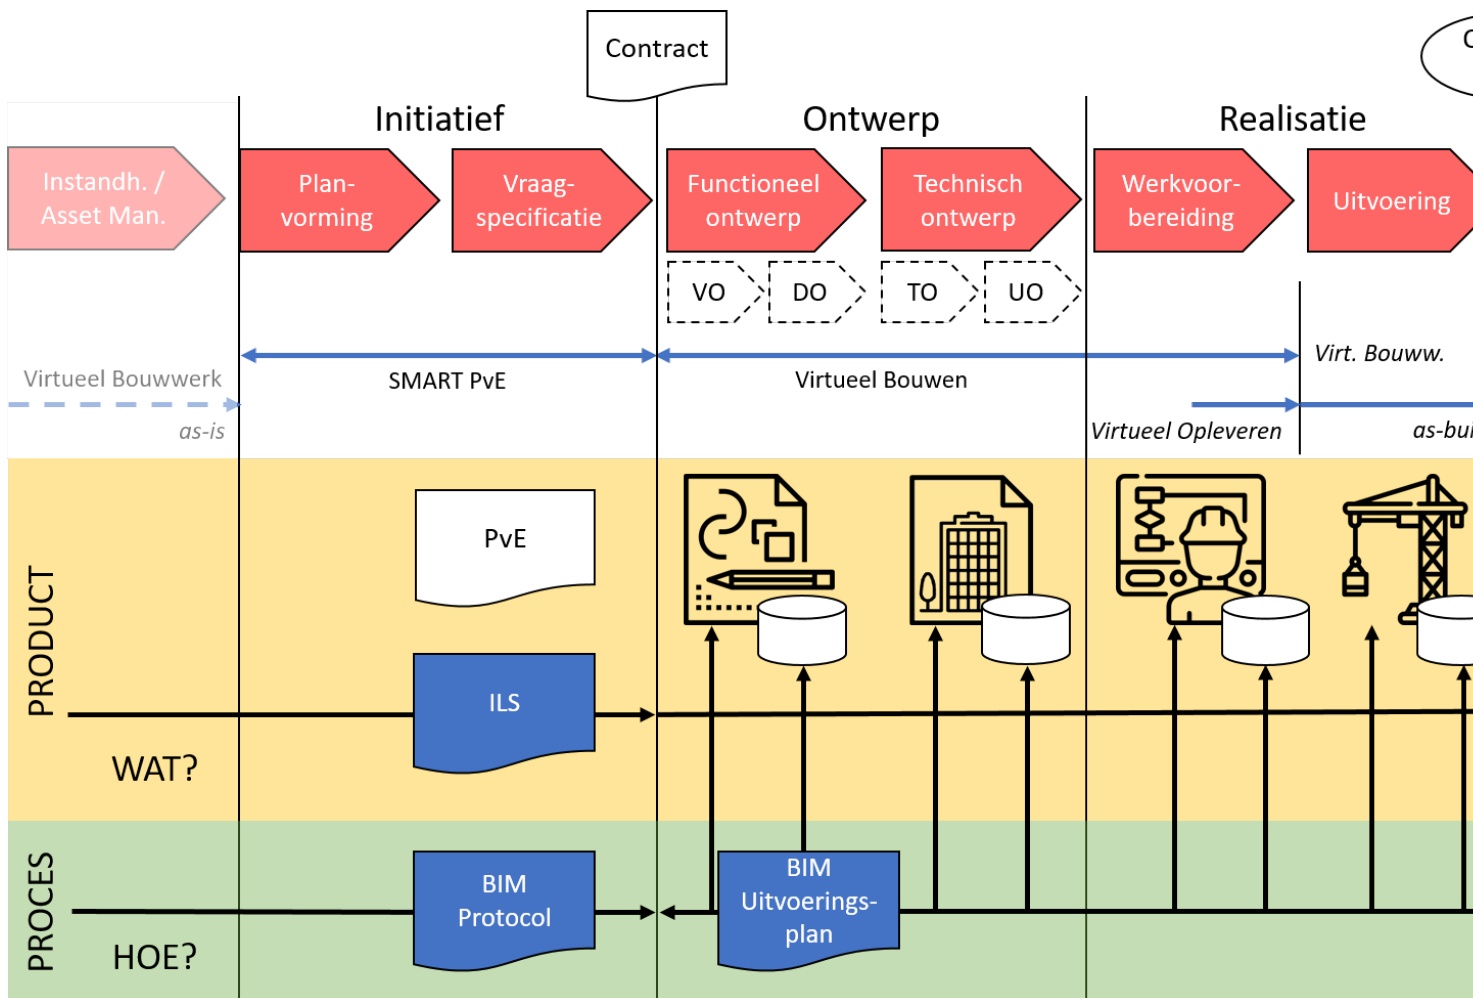 Contract
C
Initiatief
Ontwerp
Realisatie
Instandh. /
Asset Man.
Plan-
vorming
Vraag-
specificatie
Functioneel
ontwerp
Technisch
ontwerp
Werkvoor-
bereiding
Uitvoering
VO
DO
TO
UO
Virtueel Bouwwerk
SMART PvE
Virtueel Bouwen
Virt. Bouww.
as-is
Virtueel Opleveren
as-bui
PRODUCT
PvE
ILS
WAT?
PROCES
BIM
Protocol
BIM
Uitvoerings-
plan
HOE?